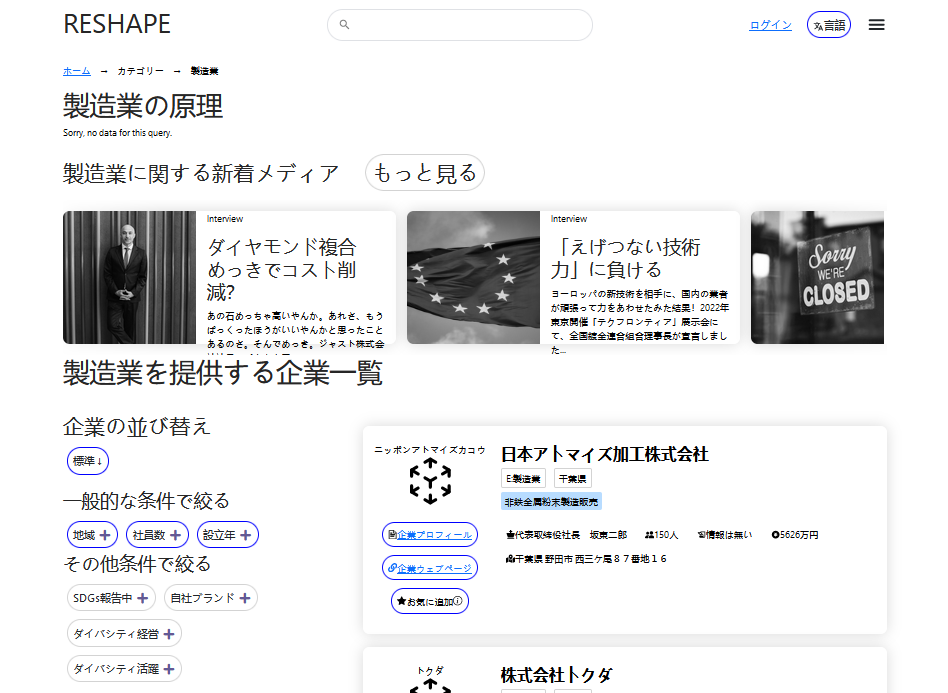 RESHAPE
ログイン
言語
ホーム → カテゴリー → 製造業
製造業の原理
Sorry, no data for this query.
製造業に関する新着メディア
もっと見る
Interview
ダイヤモンド複合
めっきでコスト削
減?
あの石めっちゃ高いやんか。あれさ、もう
ぱっくったほうがいいやんかと思ったこと
あるのさ。そんでめっき。ジャスト株式会
Interview
「えげつない技術
力」に負ける
ヨーロッパの新技術を相手に、国内の業者
が頑張って力をあわせたみた結果！2022年
東京開催「テクフロンティア」展示会に
て、全国鍍金連合組合理事長が宣言しまし
た...
Sorry
WE'RE
CLOSED
製造業を提供する企業一覧
企業の並び替え
標準↓
一般的な条件で絞る
地域
社員数
設立年
その他条件で絞る
SDGs報告中
自社ブランド
ダイバシティ経営
ダイバシティ活躍
ニッポンアトマイズカコウ
企業プロフィール
企業ウェブページ
お気に追加
日本アトマイズ加工株式会社
E:製造業
千葉県
非鉄金属粉末製造販売
代表取締役社長 坂東二郎
150人
情報は無い
5626万円
千葉県 野田市 西三ケ尾８７番地１６
トクダ
株式会社トクダ